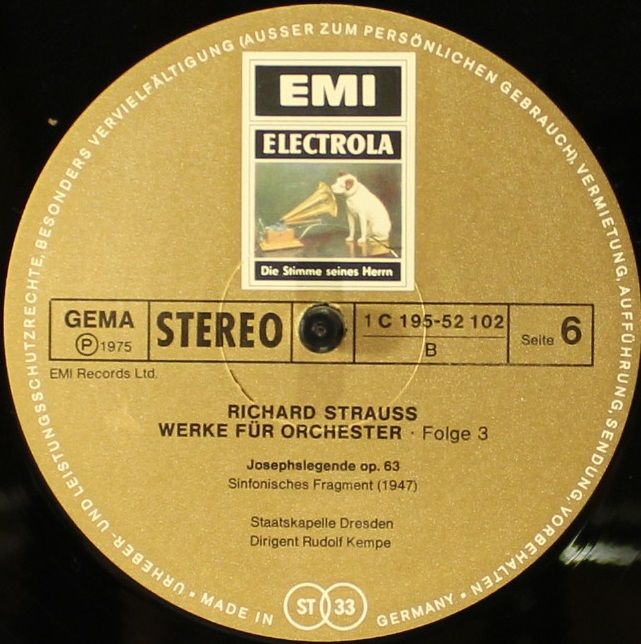 URHEBER- UND LEISTUNGSSCHUTZRECHTE, BESONDERS VERVIELFÄLTIGUNG (AUSSER ZUM PERSÖNLICHEN GEBRAUCH), VERMIETUNG, AUFFÜHRUNG, SENDUNG, VORBEHALTEN
EMI
ELECTROLA
Die Stimme seines Herrn
GEMA
Ⓟ 1975
STEREO
1 C 195-52 102
B
Seite 6
EMI Records Ltd.
RICHARD STRAUSS
WERKE FÜR ORCHESTER · Folge 3
Josephslegende op. 63
Sinfonisches Fragment (1947)
Staatskapelle Dresden
Dirigent Rudolf Kempe
• MADE IN ST 33 GERMANY •